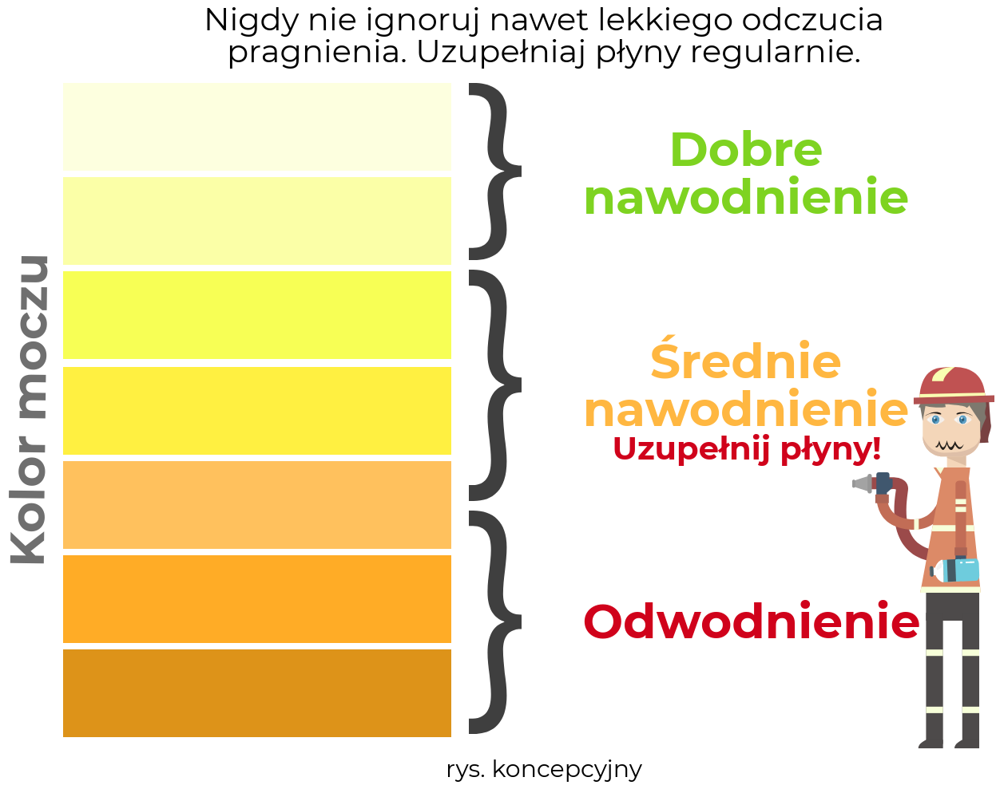 Nigdy nie ignoruj nawet lekkiego odczucia
pragnienia. Uzupełniaj płyny regularnie.
Kolor moczu
Dobre
nawodnienie
Średnie
nawodnienie
Uzupełnij płyny!
Odwodnienie
rys. koncepcyjny